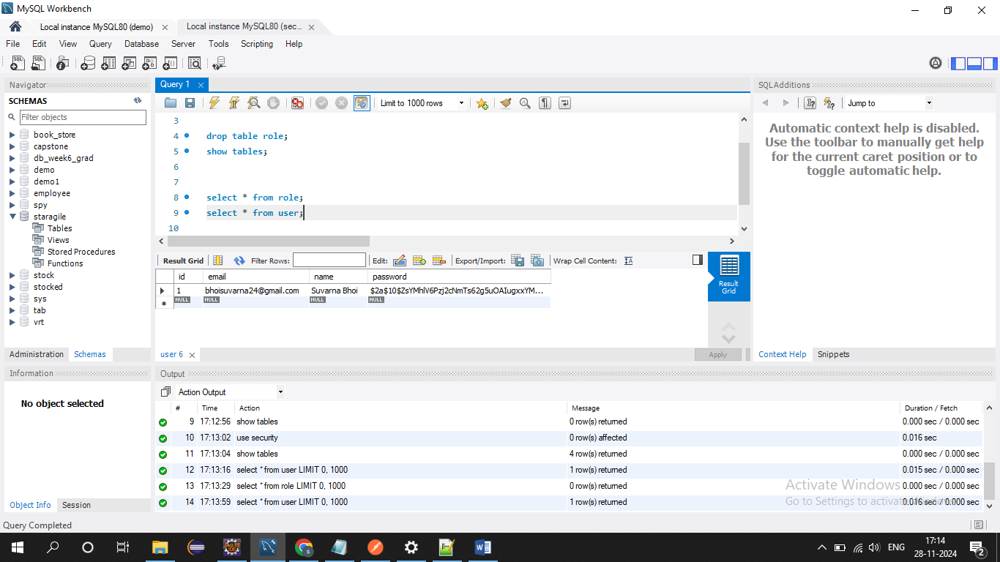 MySQL Workbench
Local instance MySQL80 (demo)
Local instance MySQL80 (sec...
File Edit View Query Database Server Tools Scripting Help
Navigator
SCHEMAS
Filter objects
book_store
capstone
db_week6_grad
demo
demo1
employee
spy
staragile
Tables
Views
Stored Procedures
Functions
stock
stocked
sys
tab
vrt
Administration Schemas
Information
No object selected
Object Info Session
Query 1
Limit to 1000 rows
3
4 drop table role;
5 show tables;
6
7
8 select * from role;
9 select * from user;
10
Result Grid Filter Rows: Edit: Export/Import: Wrap Cell Content:
id email name password
1 bhoisuvarna24@gmail.com Suvarna Bhoi $2a$10$ZsYMhlV6Pzj2cNmTs62g5uOAIugxxYM...
NULL NULL NULL NULL
Result
Grid
user 6
Apply
SQLAdditions
Jump to
Automatic context help is disabled.
Use the toolbar to manually get help
for the current caret position or to
toggle automatic help.
Context Help Snippets
Output
Action Output
# Time Action Message Duration / Fetch
9 17:12:56 show tables 0 row(s) returned 0.000 sec / 0.000 sec
10 17:13:02 use security 0 row(s) affected 0.016 sec
11 17:13:04 show tables 4 row(s) returned 0.000 sec / 0.000 sec
12 17:13:16 select * from user LIMIT 0, 1000 1 row(s) returned 0.015 sec / 0.000 sec
13 17:13:29 select * from role LIMIT 0, 1000 0 row(s) returned 0.000 sec / 0.000 sec
14 17:13:59 select * from user LIMIT 0, 1000 1 row(s) returned 0.016 sec / 0.000 sec
Activate Windows
Go to Settings to activate Windows.
Query Completed
ENG
17:14
28-11-2024
2